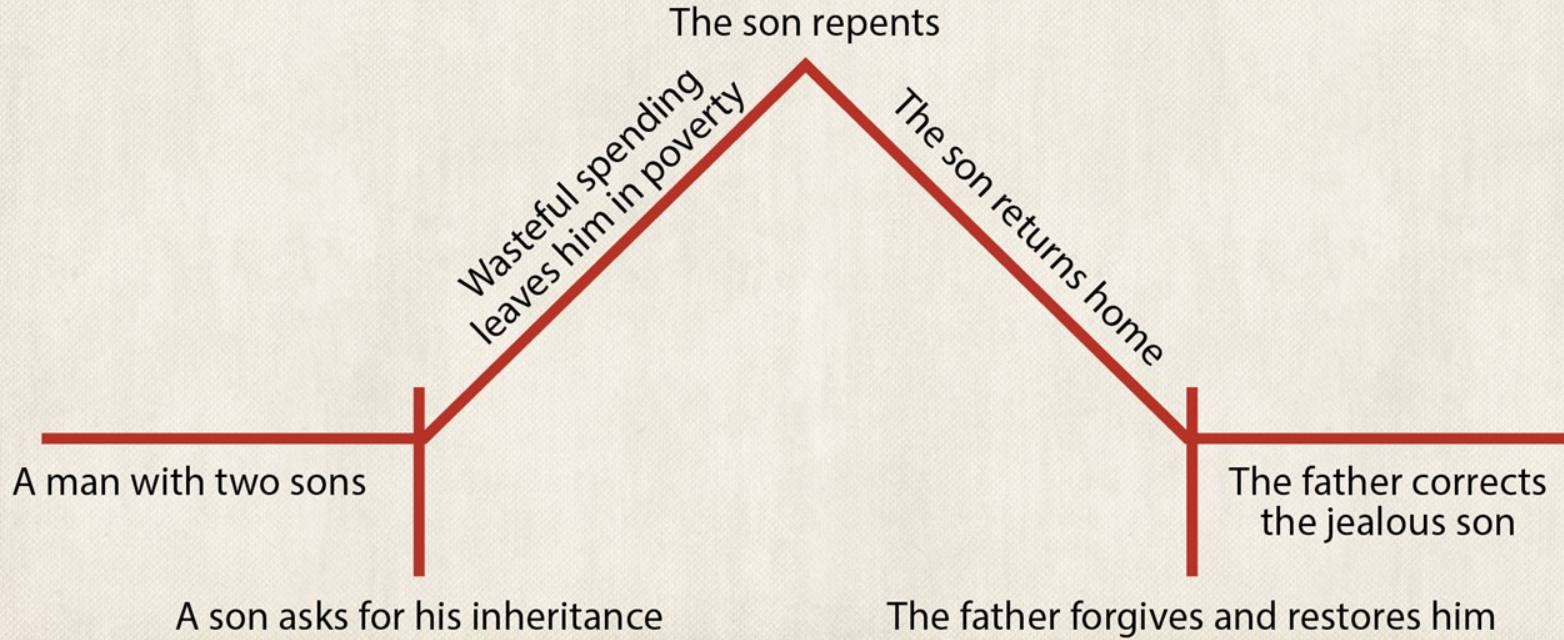 The son repents
Wasteful spending
leaves him in poverty
The son returns home
A man with two sons
The father corrects
the jealous son
A son asks for his inheritance
The father forgives and restores him